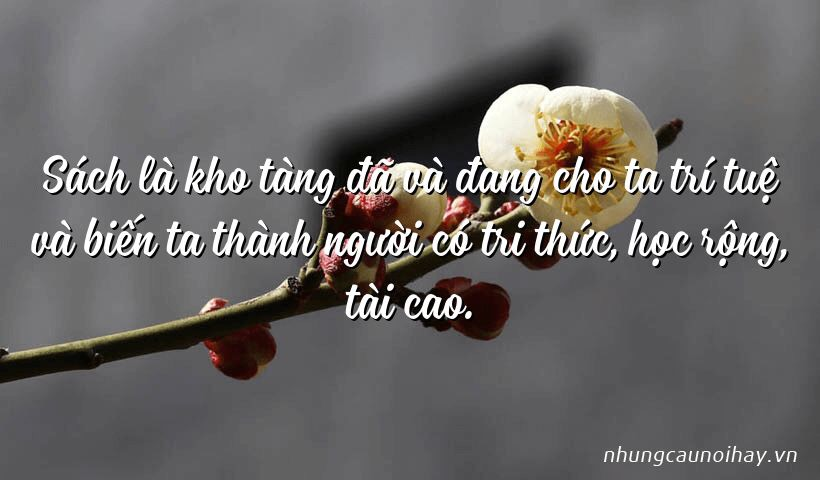 Sách là kho tàng đã và đang cho ta trí tuệ
và biến ta thành người có tri thức, học rộng,
tài cao.
nhungcaunoihay.vn